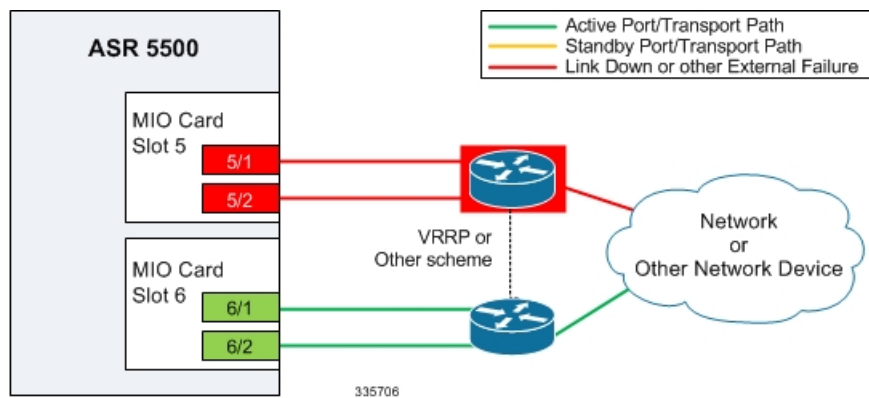 ASR 5500
Active Port/Transport Path
Standby Port/Transport Path
Link Down or other External Failure
MIO Card
Slot 5
5/1
5/2
VRRP or
Other scheme
Network
or
Other Network Device
MIO Card
Slot 6
6/1
6/2
335706